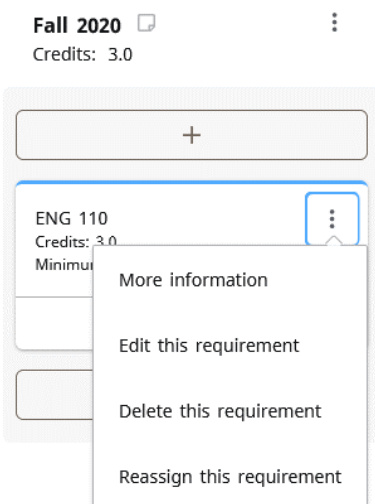 Fall 2020
Credits: 3.0
+
ENG 110
Credits: 3.0
More information
Edit this requirement
Delete this requirement
Reassign this requirement